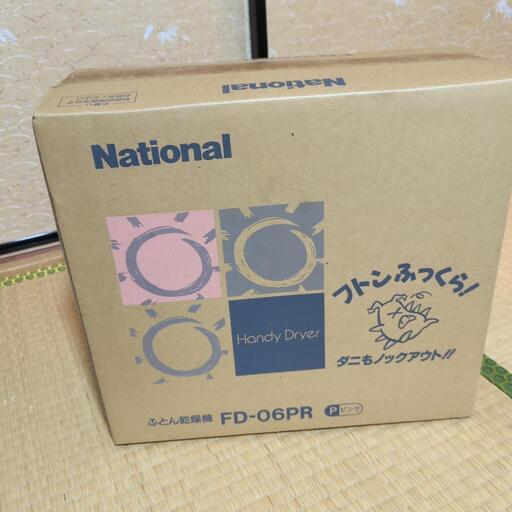 National
National
Handy Dryer
フトンふっくら!
ダニもノックアウト!!
ふとん乾燥機 FD-06PR Pピンク